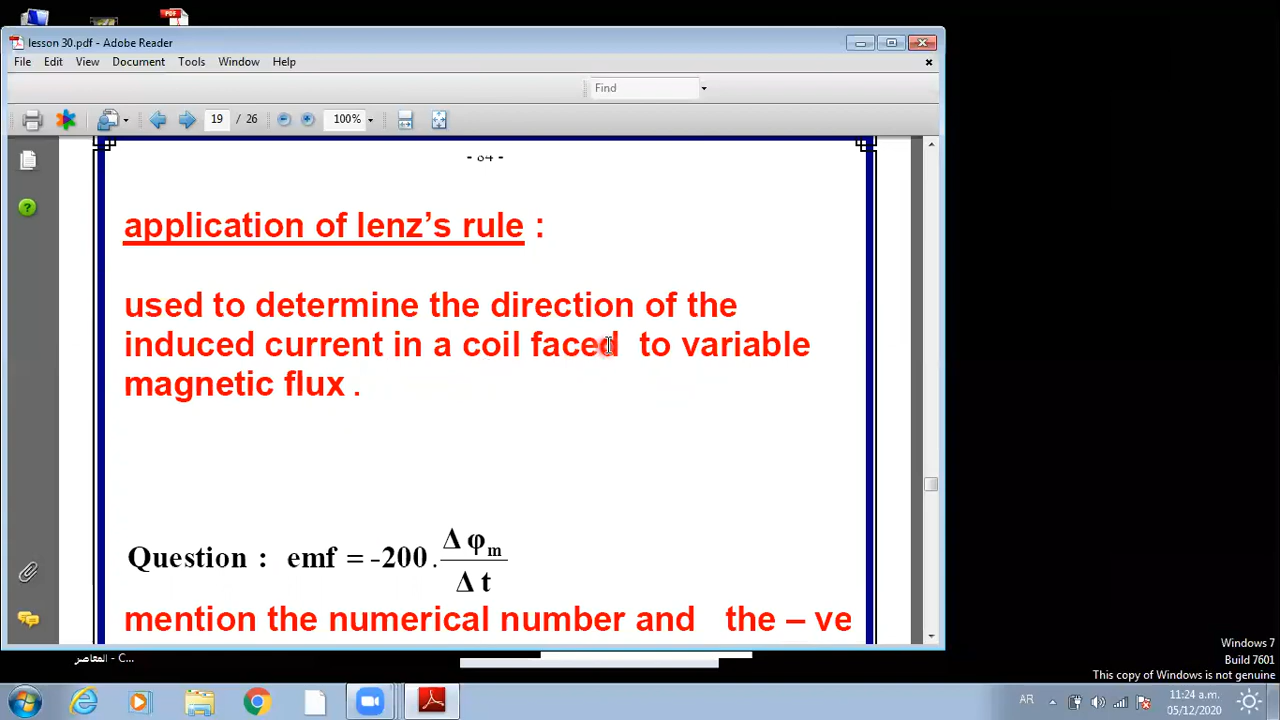 lesson 30.pdf - Adobe Reader
File Edit View Document Tools Window Help
Find
19 / 26 100%
application of lenz’s rule :
used to determine the direction of the
induced current in a coil faced to variable
magnetic flux .
Question : emf = -200 . Δ φm / Δ t
mention the numerical number and the – ve
المعاصر - C...
Windows 7
Build 7601
This copy of Windows is not genuine
AR
11:24 a.m.
05/12/2020